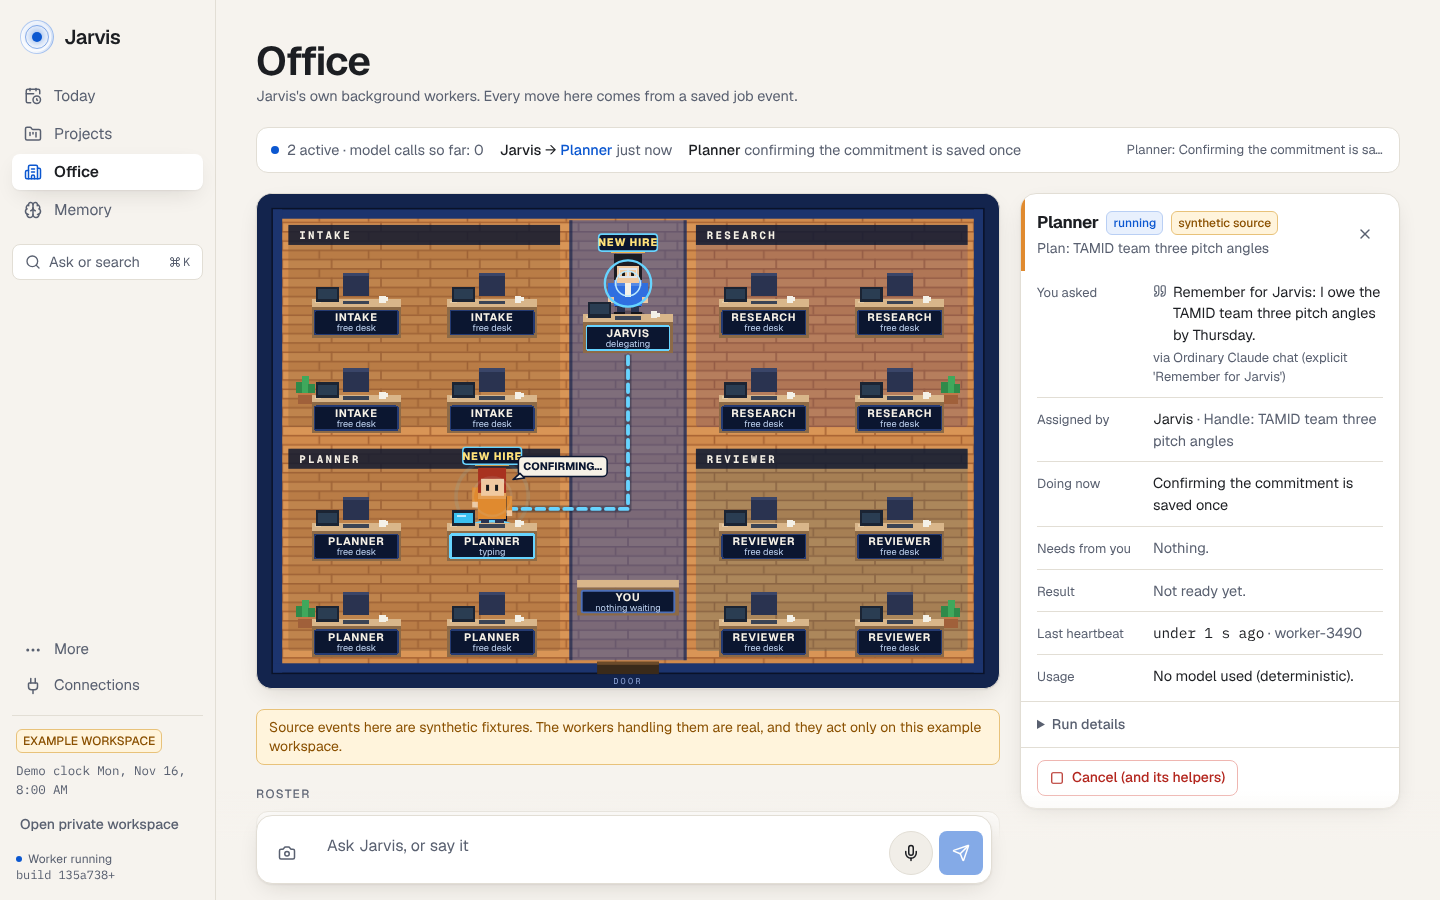 Jarvis
Today
Projects
Office
Memory
Ask or search
⌘K
More
Connections
EXAMPLE WORKSPACE
Demo clock Mon, Nov 16,
8:00 AM
Open private workspace
Worker running
build 135a738+
Office
Jarvis's own background workers. Every move here comes from a saved job event.
2 active · model calls so far: 0 Jarvis → Planner just now Planner confirming the commitment is saved once
Planner: Confirming the commitment is sa…
INTAKE
INTAKE
free desk
INTAKE
free desk
INTAKE
free desk
INTAKE
free desk
NEW HIRE
JARVIS
delegating
RESEARCH
RESEARCH
free desk
RESEARCH
free desk
RESEARCH
free desk
RESEARCH
free desk
PLANNER
NEW HIRE
CONFIRMING…
PLANNER
free desk
PLANNER
typing
PLANNER
free desk
PLANNER
free desk
YOU
nothing waiting
REVIEWER
REVIEWER
free desk
REVIEWER
free desk
REVIEWER
free desk
REVIEWER
free desk
DOOR
Source events here are synthetic fixtures. The workers handling them are real, and they act only on this example
workspace.
ROSTER
Ask Jarvis, or say it
Planner running synthetic source
Plan: TAMID team three pitch angles
You asked
Remember for Jarvis: I owe the
TAMID team three pitch angles
by Thursday.
via Ordinary Claude chat (explicit
'Remember for Jarvis')
Assigned by
Jarvis · Handle: TAMID team three
pitch angles
Doing now
Confirming the commitment is
saved once
Needs from you
Nothing.
Result
Not ready yet.
Last heartbeat
under 1 s ago · worker-3490
Usage
No model used (deterministic).
Run details
Cancel (and its helpers)